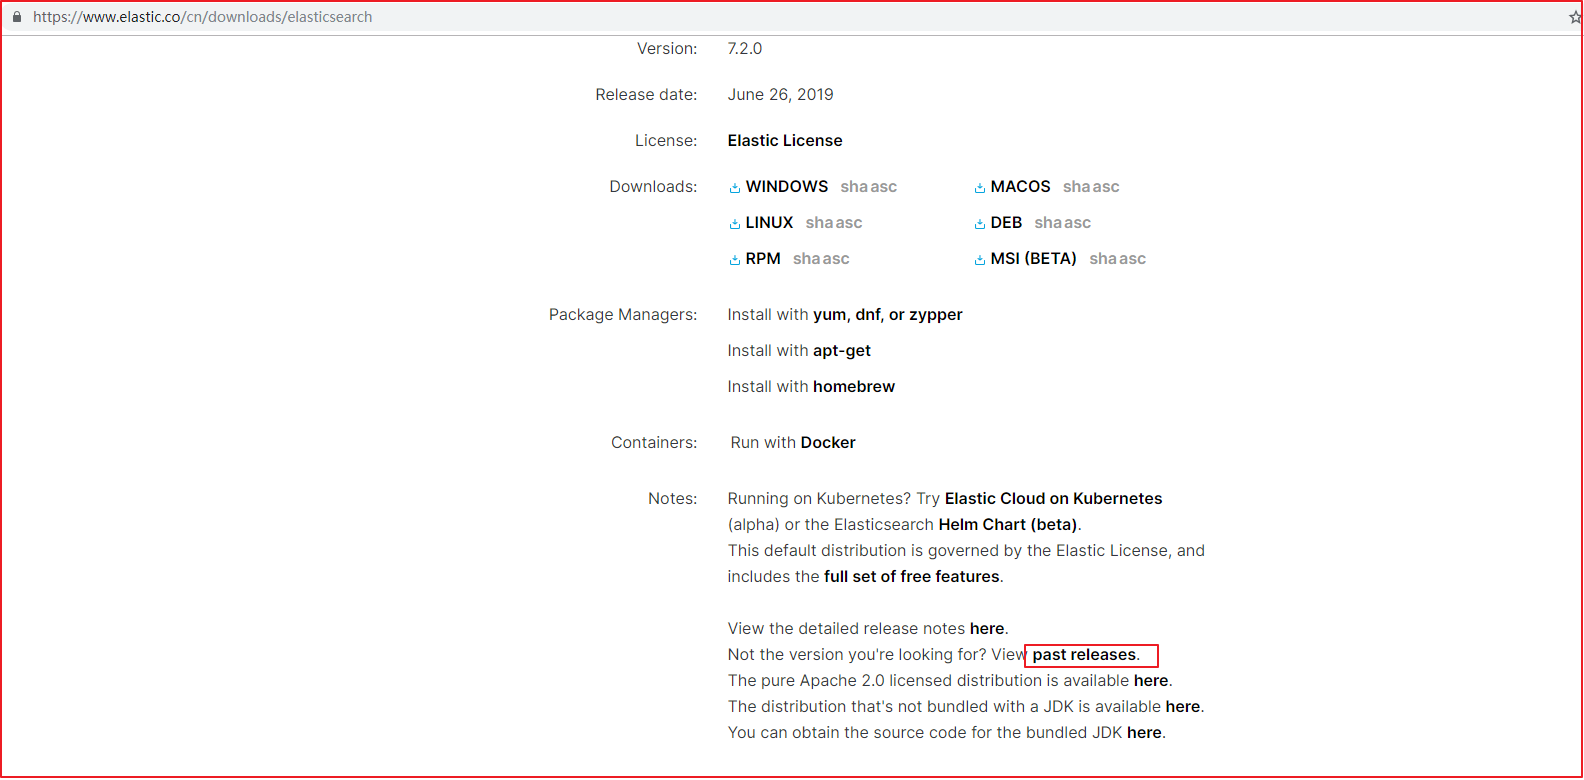 https://www.elastic.co/cn/downloads/elasticsearch
Version: 7.2.0
Release date: June 26, 2019
License: Elastic License
Downloads: WINDOWS sha asc MACOS sha asc
LINUX sha asc DEB sha asc
RPM sha asc MSI (BETA) sha asc
Package Managers: Install with yum, dnf, or zypper
Install with apt-get
Install with homebrew
Containers: Run with Docker
Notes: Running on Kubernetes? Try Elastic Cloud on Kubernetes
(alpha) or the Elasticsearch Helm Chart (beta).
This default distribution is governed by the Elastic License, and
includes the full set of free features.
View the detailed release notes here.
Not the version you're looking for? View past releases.
The pure Apache 2.0 licensed distribution is available here.
The distribution that's not bundled with a JDK is available here.
You can obtain the source code for the bundled JDK here.